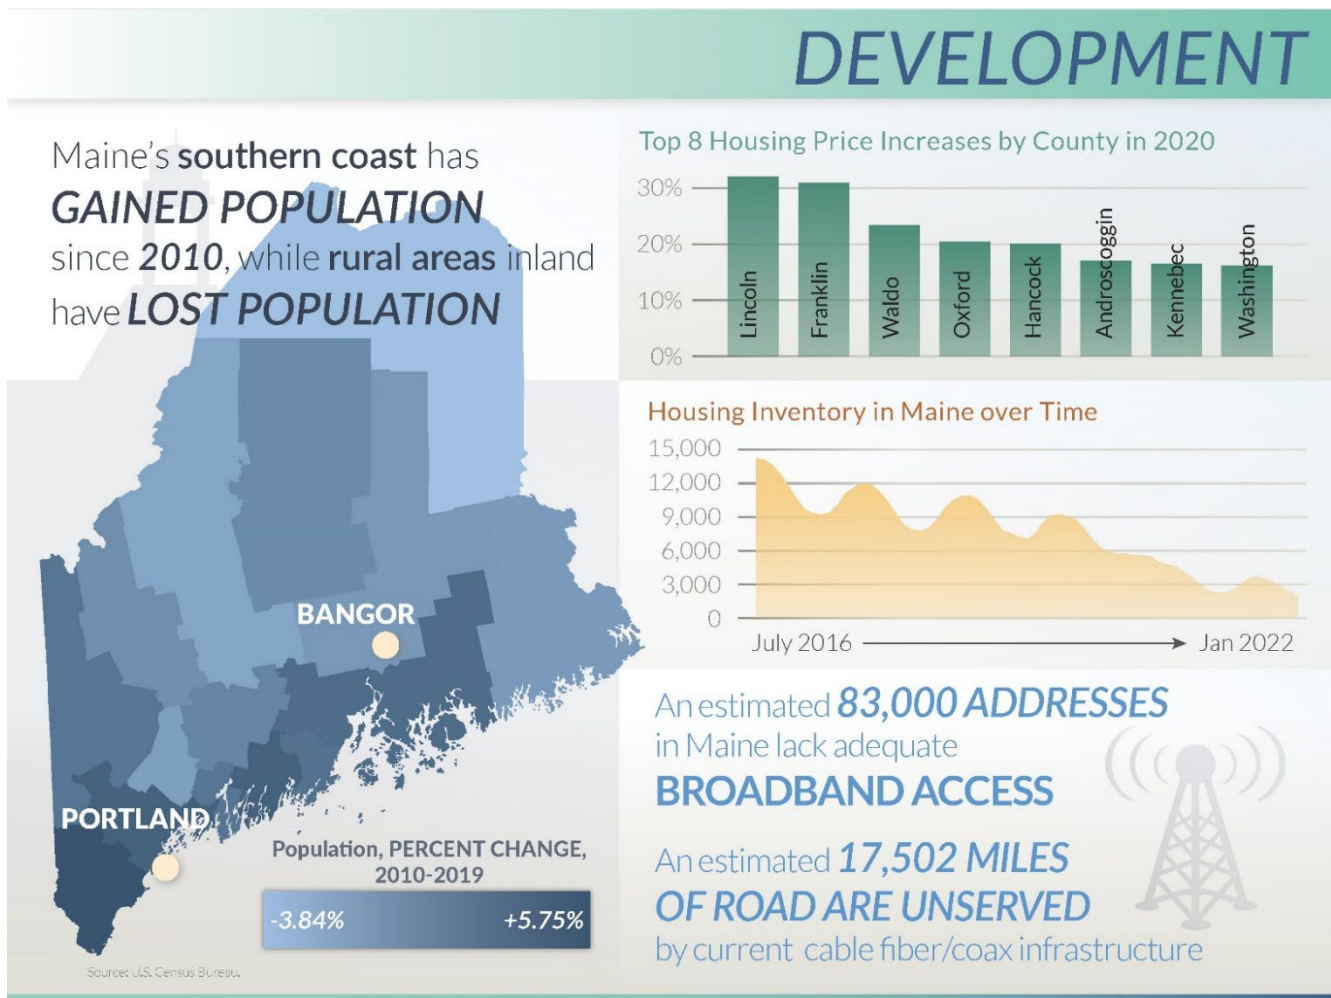 DEVELOPMENT
Maine's southern coast has
GAINED POPULATION
since 2010, while rural areas inland
have LOST POPULATION
BANGOR
PORTLAND
Population, PERCENT CHANGE,
2010-2019
-3.84% +5.75%
Source: U.S. Census Bureau.
Top 8 Housing Price Increases by County in 2020
30%
20%
10%
0%
Lincoln
Franklin
Waldo
Oxford
Hancock
Androscoggin
Kennebec
Washington
Housing Inventory in Maine over Time
15,000
12,000
9,000
6,000
3,000
0
July 2016 Jan 2022
An estimated 83,000 ADDRESSES
in Maine lack adequate
BROADBAND ACCESS
An estimated 17,502 MILES
OF ROAD ARE UNSERVED
by current cable fiber/coax infrastructure